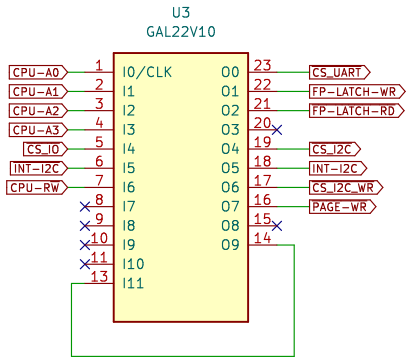 U3
GAL22V10
CPU-A0 1 I0/CLK O0 23 CS_UART
CPU-A1 2 I1 O1 22 FP-LATCH-WR
CPU-A2 3 I2 O2 21 FP-LATCH-RD
CPU-A3 4 I3 O3 20
CS_IO 5 I4 O4 19 CS_I2C
INT-I2C 6 I5 O5 18 INT-I2C
CPU-RW 7 I6 O6 17 CS_I2C_WR
8 I7 O7 16 PAGE-WR
9 I8 O8 15
10 I9 O9 14
11 I10
13 I11